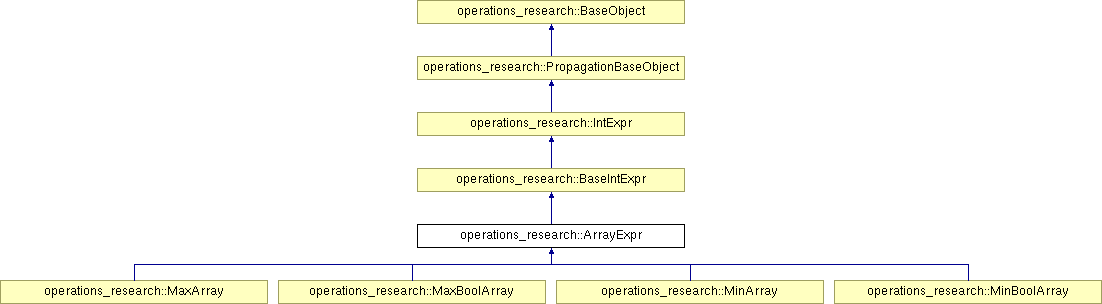 operations_research::BaseObject
operations_research::PropagationBaseObject
operations_research::IntExpr
operations_research::BaseIntExpr
operations_research::ArrayExpr
operations_research::MaxArray
operations_research::MaxBoolArray
operations_research::MinArray
operations_research::MinBoolArray